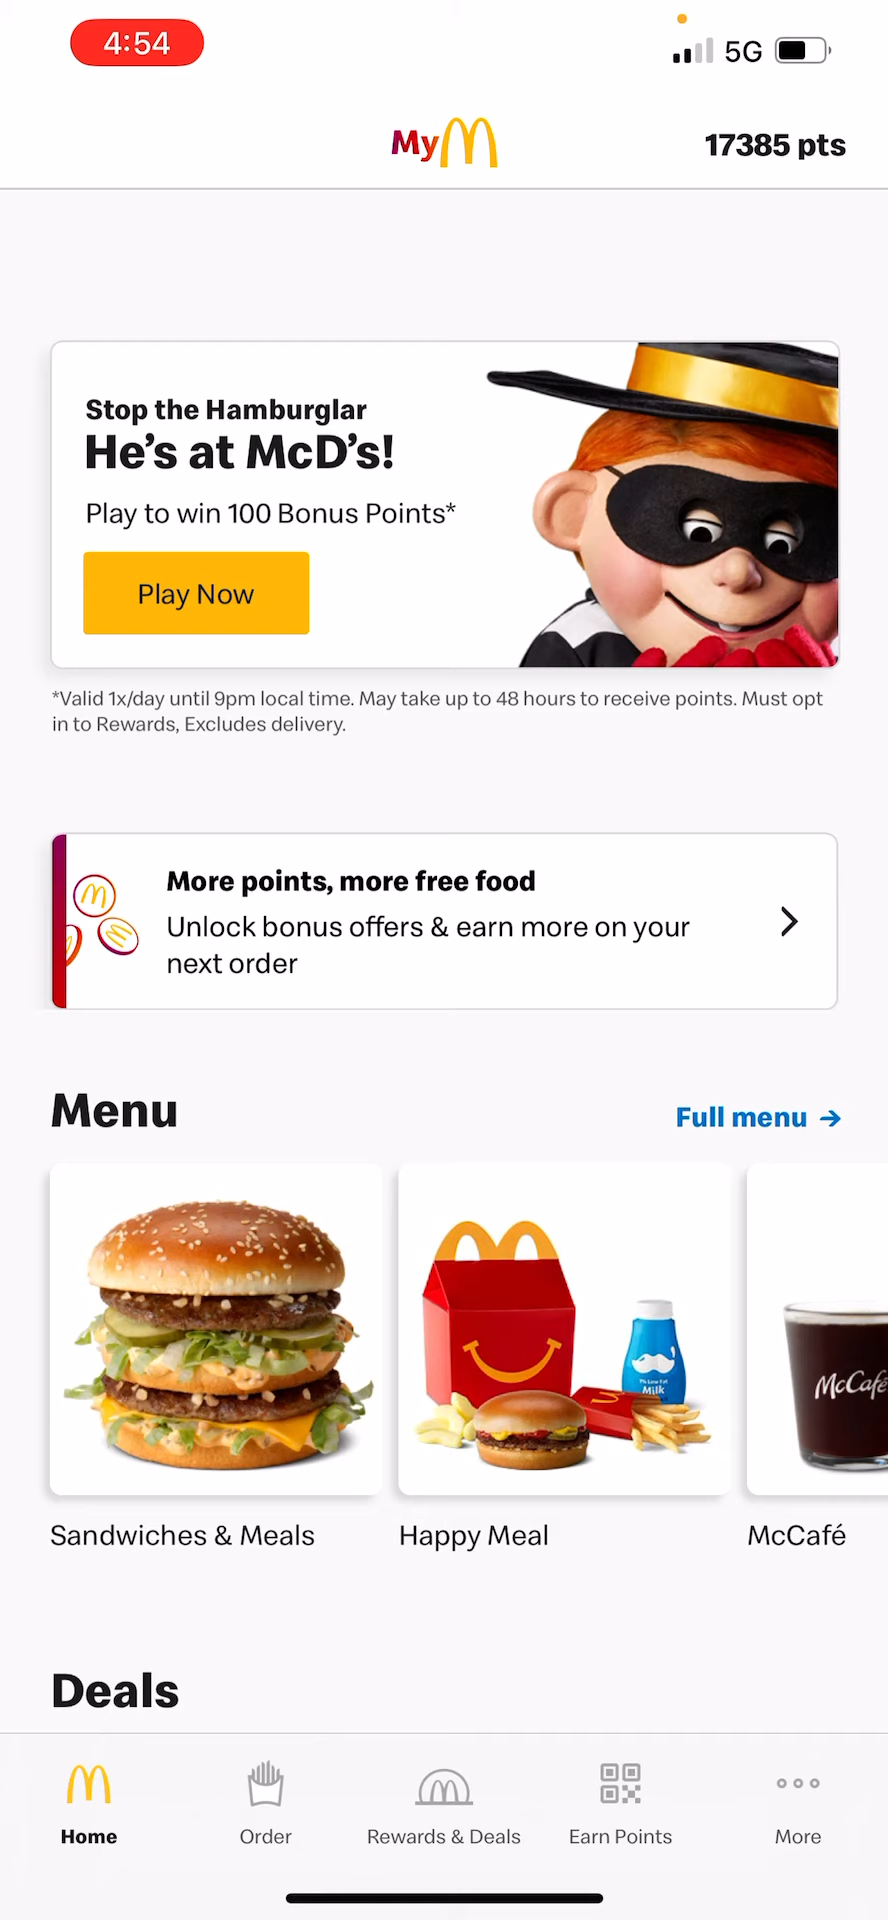 4:54
5G
My
17385 pts
Stop the Hamburglar
He's at McD's!
Play to win 100 Bonus Points*
Play Now
*Valid 1x/day until 9pm local time. May take up to 48 hours to receive points. Must opt
in to Rewards, Excludes delivery.
More points, more free food
Unlock bonus offers & earn more on your
next order
Menu
Full menu →
1% Low Fat
Milk
McCafé
Sandwiches & Meals
Happy Meal
McCafé
Deals
Home
Order
Rewards & Deals
Earn Points
More